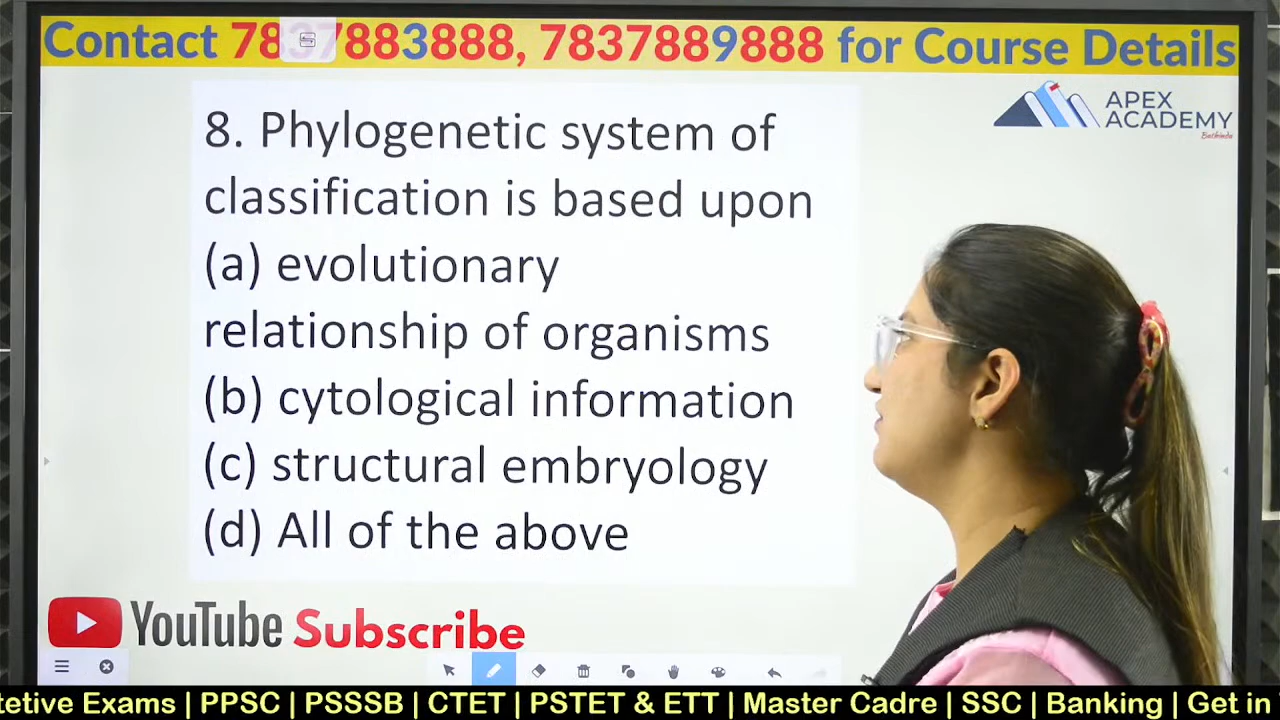 Contact 7837883888, 7837889888 for Course Details
APEX
ACADEMY
Bathinda
8. Phylogenetic system of
classification is based upon
(a) evolutionary
relationship of organisms
(b) cytological information
(c) structural embryology
(d) All of the above
YouTube Subscribe
tetive Exams | PPSC | PSSSB | CTET | PSTET & ETT | Master Cadre | SSC | Banking | Get in